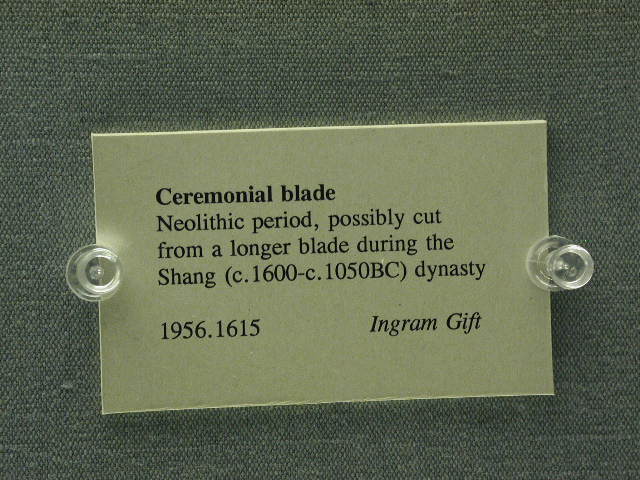 Ceremonial blade
Neolithic period, possibly cut
from a longer blade during the
Shang (c.1600-c.1050BC) dynasty
1956.1615 Ingram Gift